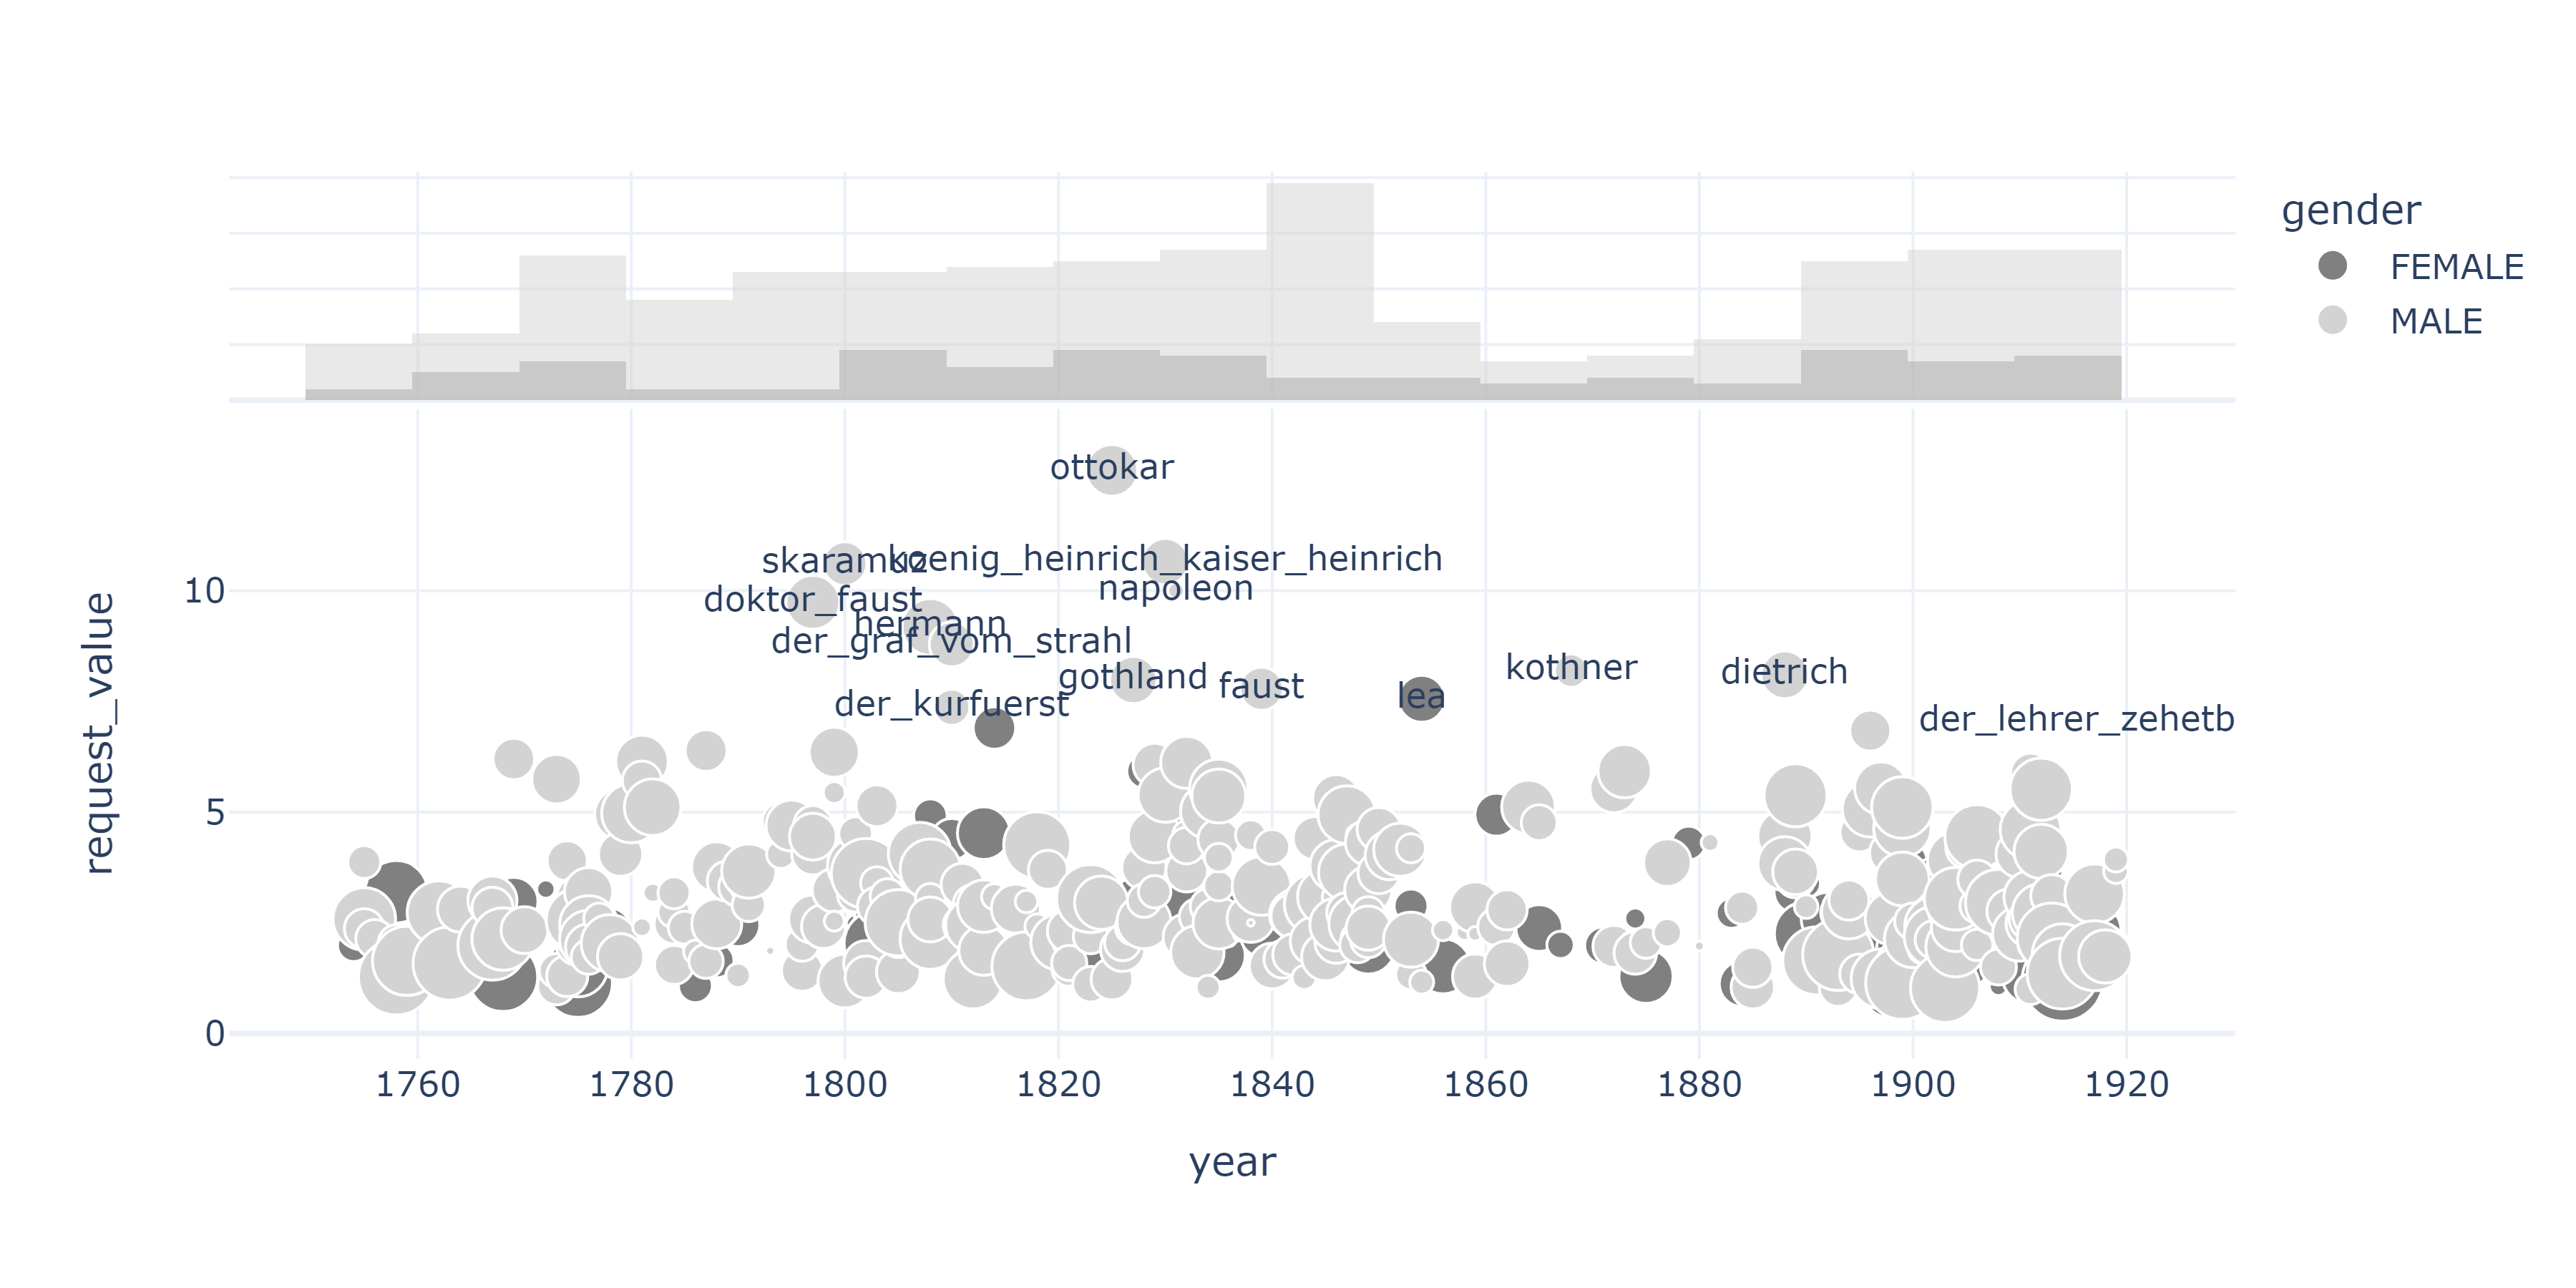 gender
FEMALE
MALE
ottokar
skaramuz
koenig_heinrich_kaiser_heinrich
napoleon
doktor_faust
hermann
der_graf_vom_strahl
gothland
faust
kothner
dietrich
lea
der_kurfuerst
der_lehrer_zehetb
request_value
10
5
0
1760 1780 1800 1820 1840 1860 1880 1900 1920
year